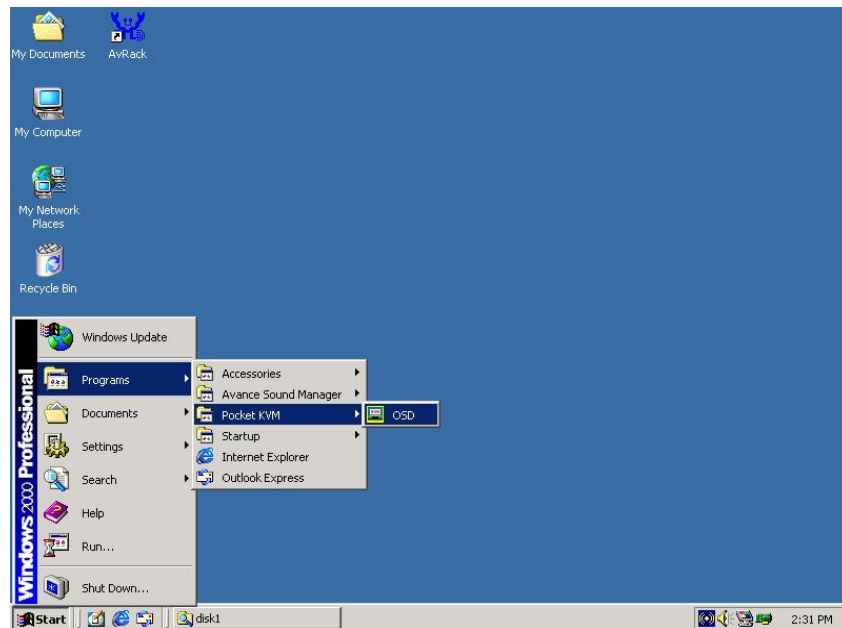 My Documents
AvRack
My Computer
My Network
Places
Recycle Bin
Windows 2000 Professional
Windows Update
Programs
Documents
Settings
Search
Help
Run...
Shut Down...
Accessories
Avance Sound Manager
Pocket KVM
Startup
Internet Explorer
Outlook Express
OSD
Start
disk1
2:31 PM